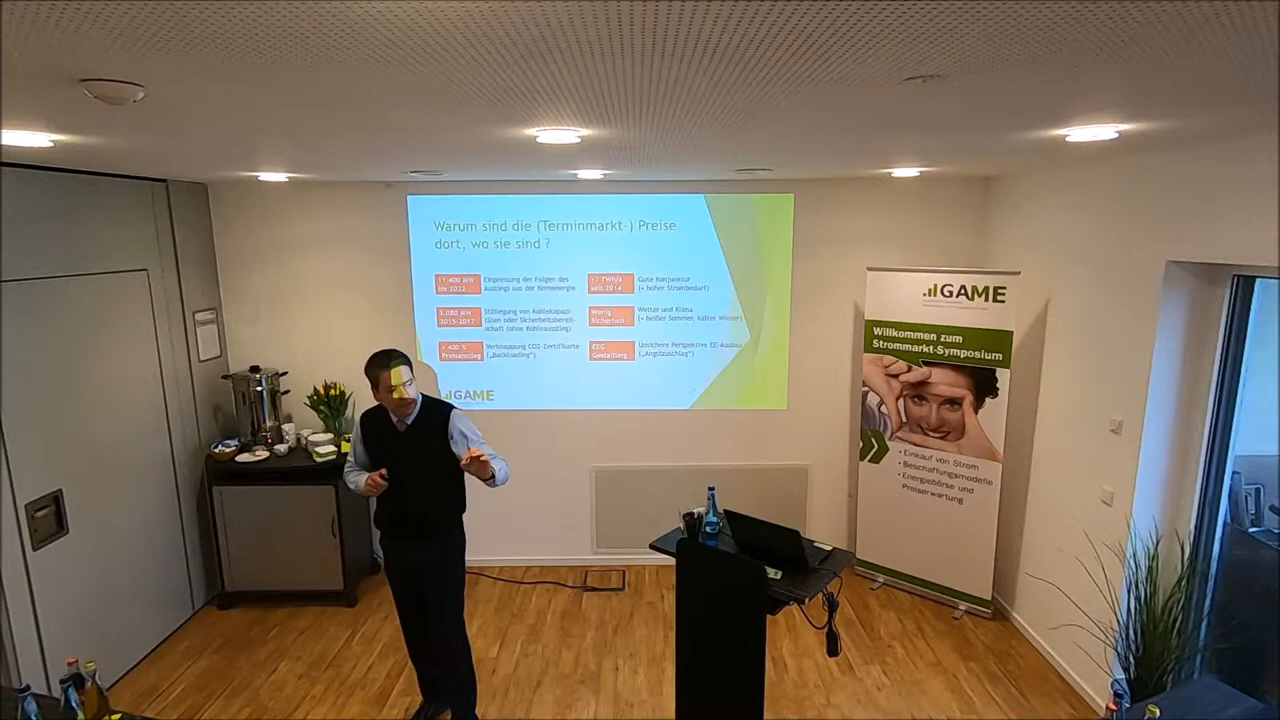 Warum sind die (Terminmarkt-) Preise
dort, wo sie sind ?
11.400 MW
bis 2022
Einpreisung der Folgen des
Austiegs aus der Kernenergie
+7 TWh/a
seit 2014
Gute Konjunktur
(= hoher Strombedarf)
5.080 MW
2015-2017
Stilllegung von Kohlekapazi-
täten oder Sicherheitsbereit-
schaft (ohne Kohleausstieg)
Wenig
Sicherheit
Wetter und Klima
(= heißer Sommer, kalter Winter)
+ 400 %
Preisanstieg
Verknappung CO2-Zertifikate
(„Backloading“)
EEG
Gestaltung
Unsichere Perspektive EE-Ausbau
(„Angstzuschlag“)
GAME
GAME
Willkommen zum
Strommarkt-Symposium
• Einkauf von Strom
• Beschaffungsmodelle
• Energiebörse und
Preiserwartung